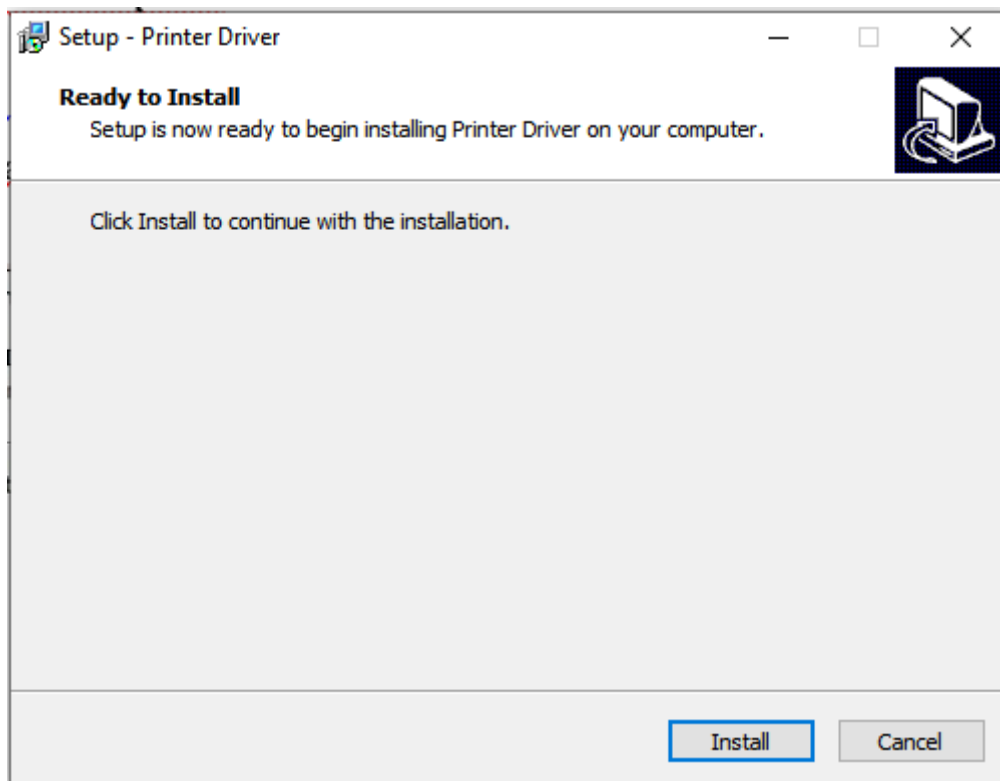 Setup - Printer Driver
Ready to Install
Setup is now ready to begin installing Printer Driver on your computer.
Click Install to continue with the installation.
Install
Cancel